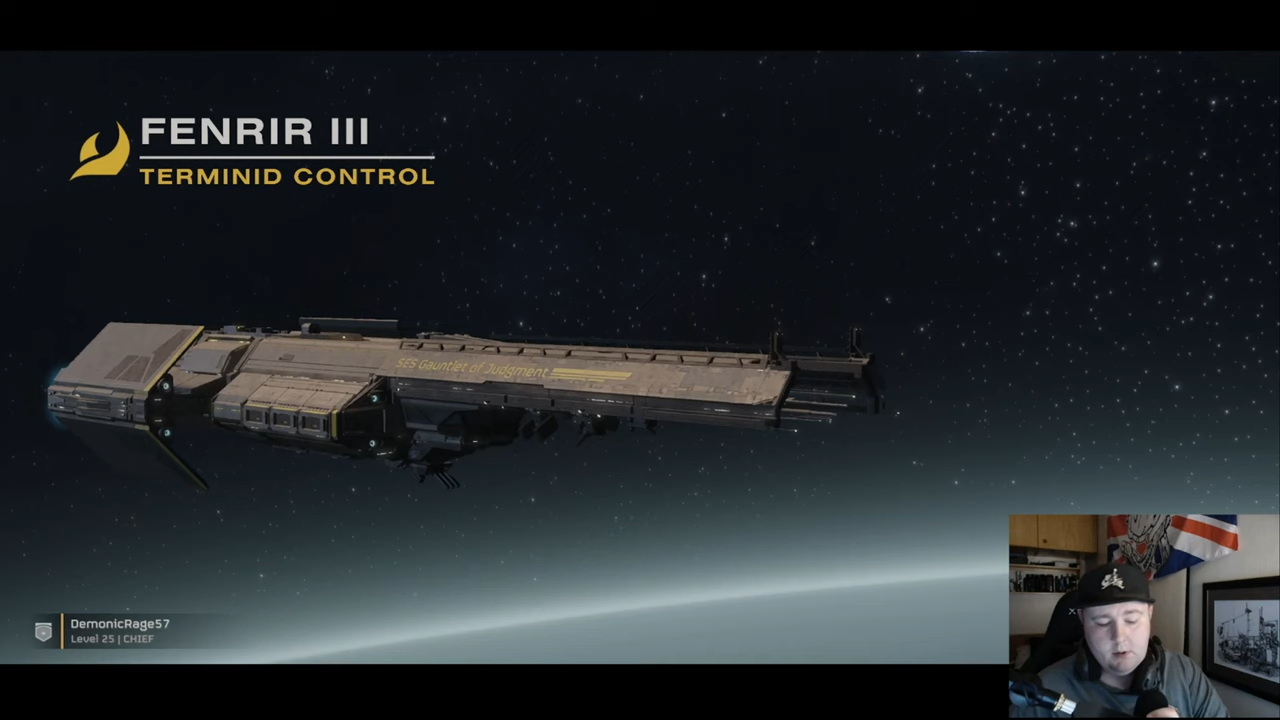 FENRIR III
TERMINID CONTROL
SES Gauntlet of Judgment
DemonicRage57
Level 25 | CHIEF